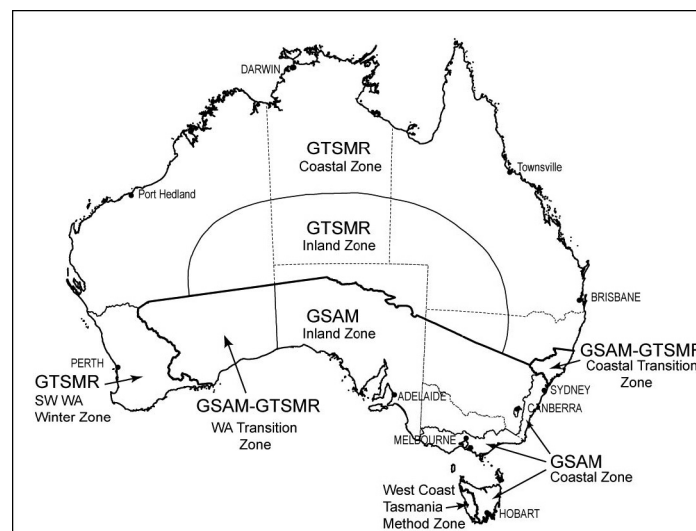 DARWIN
GTSMR
Coastal Zone
Townsville
Port Hedland
GTSMR
Inland Zone
GSAM
Inland Zone
BRISBANE
PERTH
GTSMR
SW WA
Winter Zone
GSAM-GTSMR
WA Transition
Zone
ADELAIDE
GSAM-GTSMR
Coastal Transition
Zone
SYDNEY
CANBERRA
MELBOURNE
GSAM
Coastal Zone
West Coast
Tasmania
Method Zone
HOBART